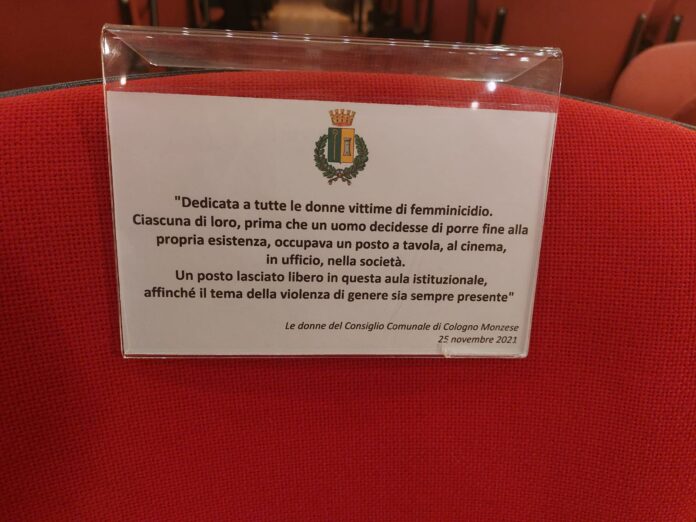 "Dedicata a tutte le donne vittime di femminicidio.
Ciascuna di loro, prima che un uomo decidesse di porre fine alla
propria esistenza, occupava un posto a tavola, al cinema,
in ufficio, nella società.
Un posto lasciato libero in questa aula istituzionale,
affinché il tema della violenza di genere sia sempre presente"
Le donne del Consiglio Comunale di Cologno Monzese
25 novembre 2021